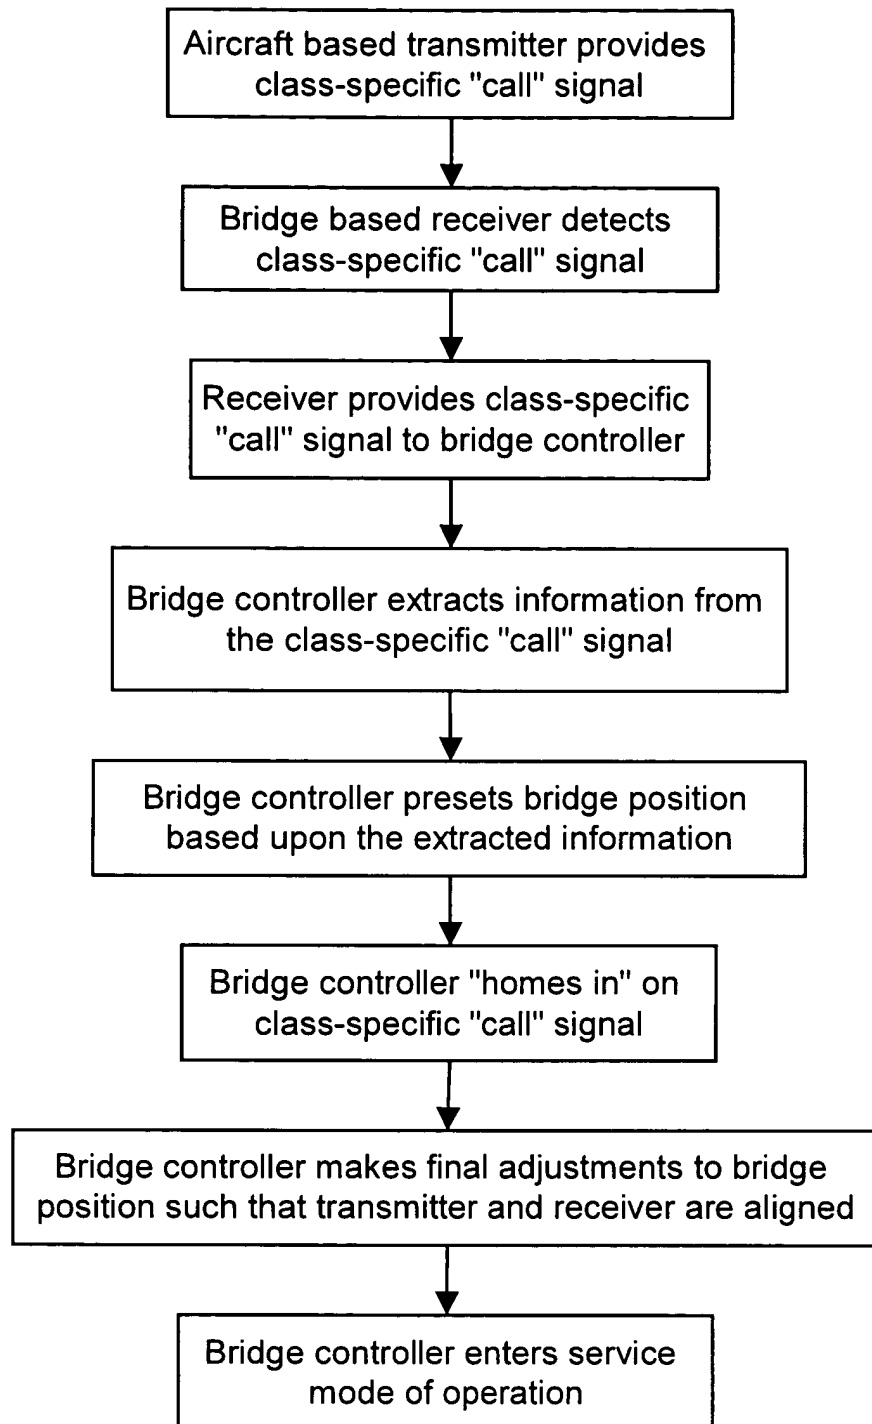 Aircraft based transmitter provides
class-specific "call" signal
Bridge based receiver detects
class-specific "call" signal
Receiver provides class-specific
"call" signal to bridge controller
Bridge controller extracts information from
the class-specific "call" signal
Bridge controller presets bridge position
based upon the extracted information
Bridge controller "homes in" on
class-specific "call" signal
Bridge controller makes final adjustments to bridge
position such that transmitter and receiver are aligned
Bridge controller enters service
mode of operation